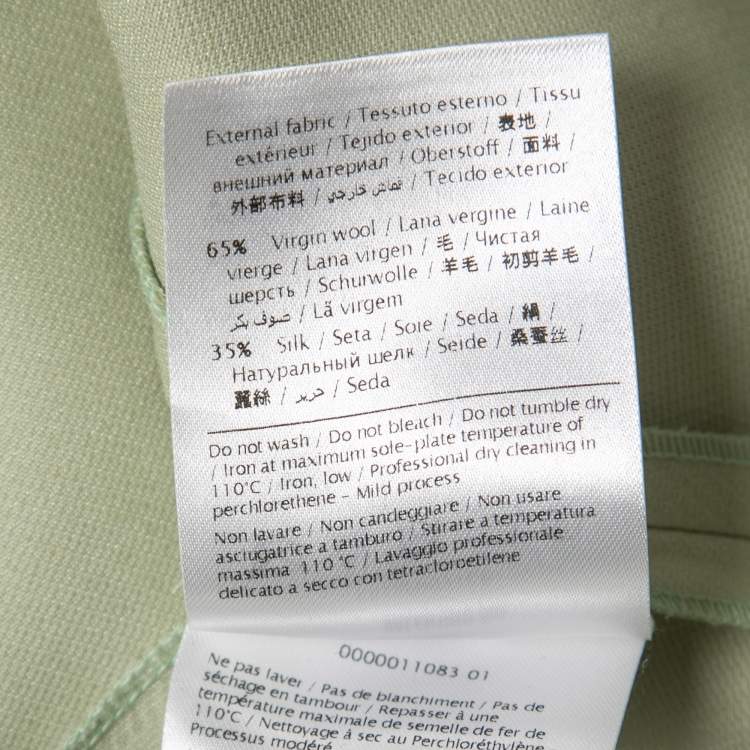 External fabric / Tessuto esterno / Tissu
extérieur / Tejido exterior / 表地 /
внешний материал / Oberstoff / 面料 /
外部布料 / قماش خارجي / Tecido exterior
65% Virgin wool / Lana vergine / Laine
vierge / Lana virgen / 毛 / Чистая
шерсть / Schurwolle / 羊毛 / 初剪羊毛 /
صوف بكر / Lã virgem
35% Silk / Seta / Soie / Seda / 絹 /
Натуральный шелк / Seide / 桑蚕丝 /
蠶絲 / حرير / Seda
Do not wash / Do not bleach / Do not tumble dry
/ Iron at maximum sole-plate temperature of
110°C / Iron, low / Professional dry cleaning in
perchlorethene - Mild process
Non lavare / Non candeggiare / Non usare
asciugatrice a tamburo / Stirare a temperatura
massima 110 °C / Lavaggio professionale
delicato a secco con tetracloroetilene
0000011083 01
Ne pas laver / Pas de blanchiment / Pas de
séchage en tambour / Repasser à une
température maximale de semelle de fer de
110°C / Nettoyage à sec au Perchloréthylène
Processus modéré